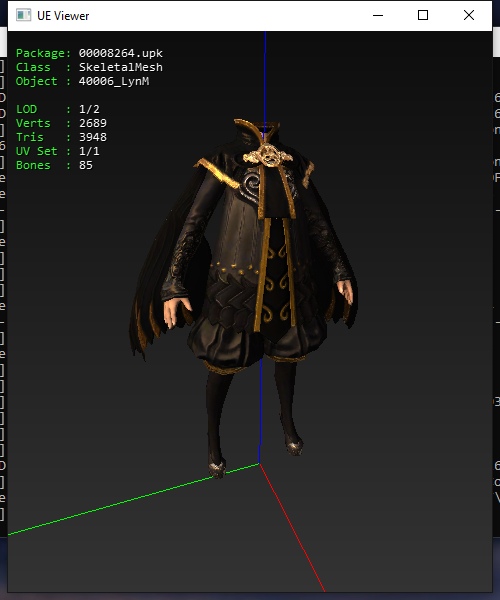 UE Viewer
Package: 00008264.upk
Class  : SkeletalMesh
Object : 40006_LynM
LOD    : 1/2
Verts  : 2689
Tris   : 3948
UV Set : 1/1
Bones  : 85